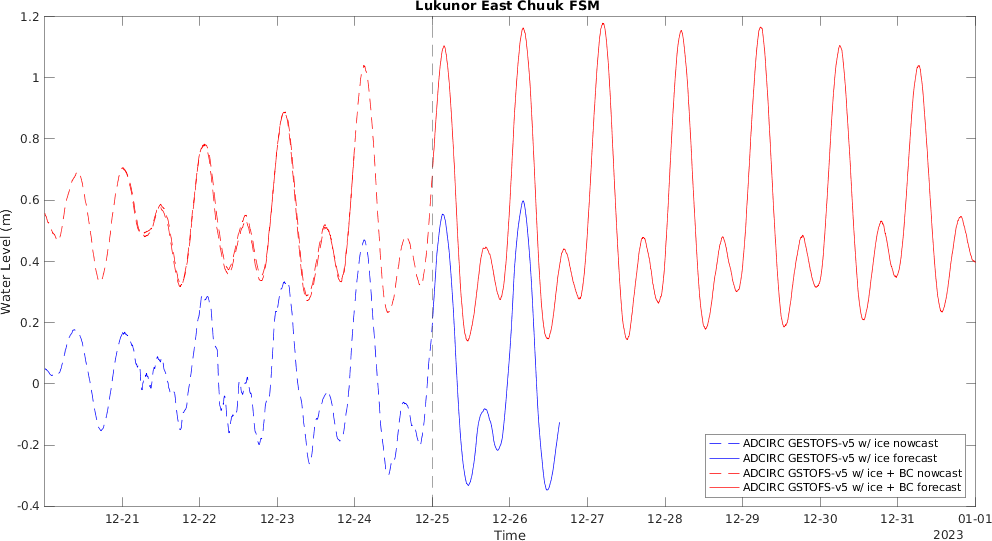 Lukunor East Chuuk FSM
1.2
1
0.8
0.6
0.4
0.2
0
-0.2
-0.4
Water Level (m)
12-21 12-22 12-23 12-24 12-25 12-26 12-27 12-28 12-29 12-30 12-31 01-01
Time
2023
ADCIRC GESTOFS-v5 w/ ice nowcast
ADCIRC GESTOFS-v5 w/ ice forecast
ADCIRC GSTOFS-v5 w/ ice + BC nowcast
ADCIRC GSTOFS-v5 w/ ice + BC forecast